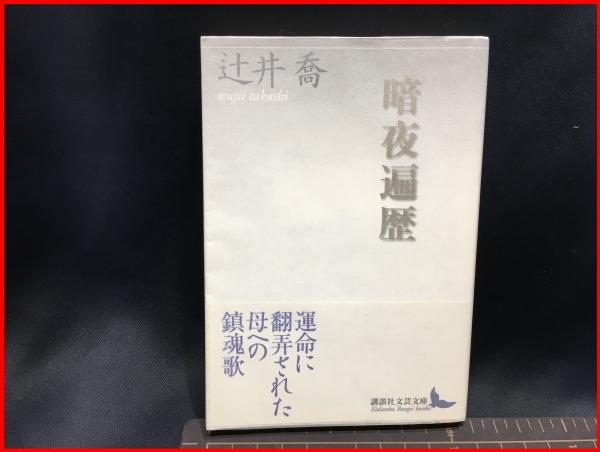 辻井 喬
tsujii takashi
暗夜遍歴
運命に
翻弄された
母への
鎮魂歌
講談社文芸文庫
Kōdansha Bungei bunko